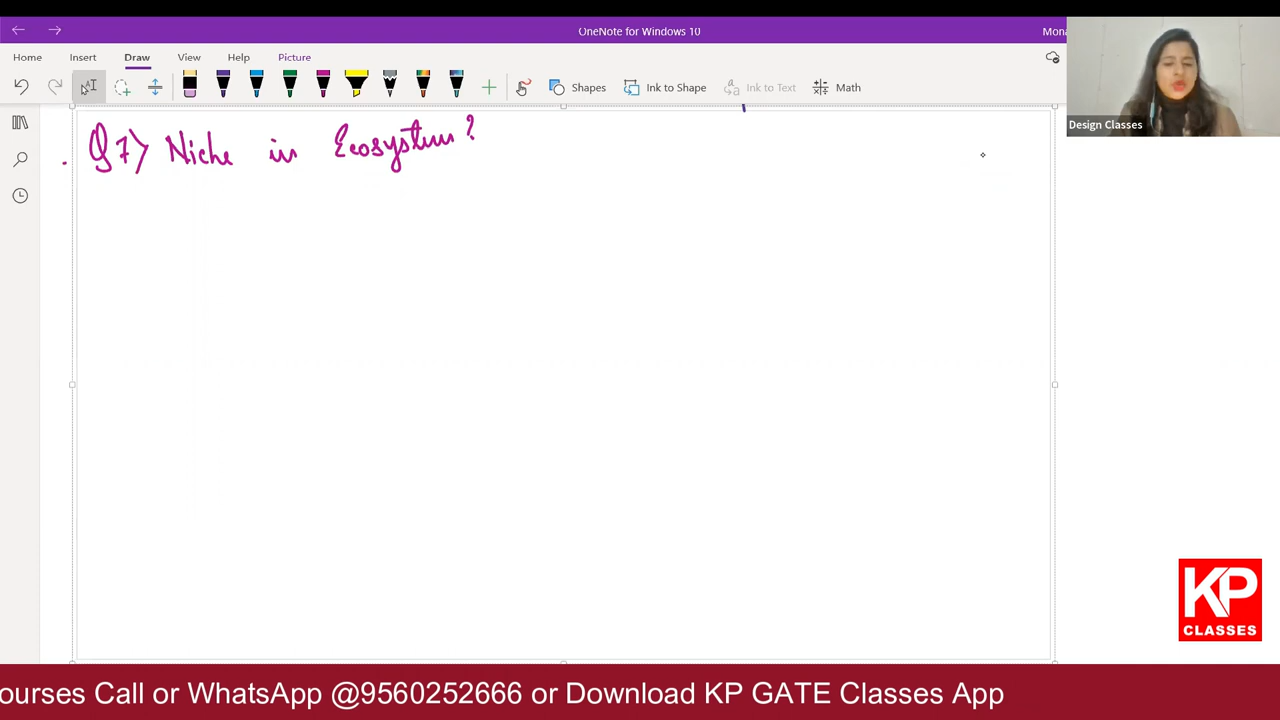 OneNote for Windows 10
Mona
Home Insert Draw View Help Picture
Shapes Ink to Shape Ink to Text Math
Design Classes
Q7> Niche in Ecosystem?
KP
CLASSES
ourses Call or WhatsApp @9560252666 or Download KP GATE Classes App